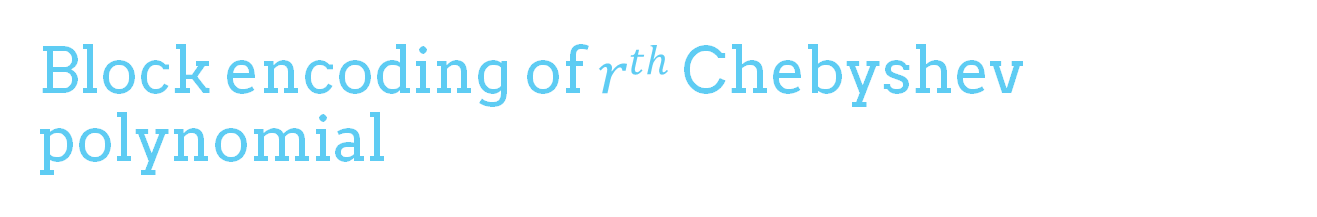 Block encoding of $r^{th}$ Chebyshev
polynomial